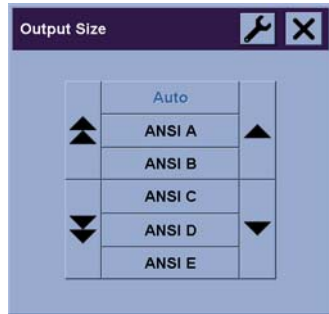 Output Size
Auto
ANSI A
ANSI B
ANSI C
ANSI D
ANSI E